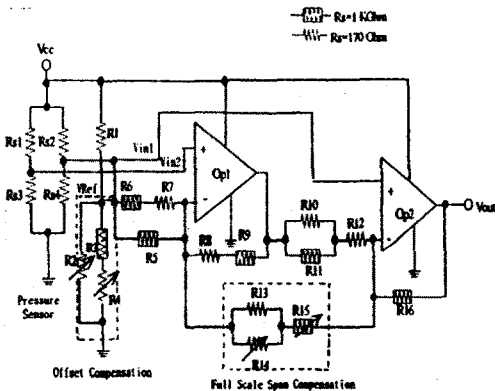 Rs=1 KOhm
Rs=170 Ohm
Vcc
R1
Rs1
Rs2
Vin1
Vin2
Op1
Rs3
Rs4
VRef
R6
R7
R10
R12
Op2
Vout
R5
R8
R9
R11
R4
R16
Pressure
Sensor
R13
R15
R14
Offset Compensation
Full Scale Span Compensation